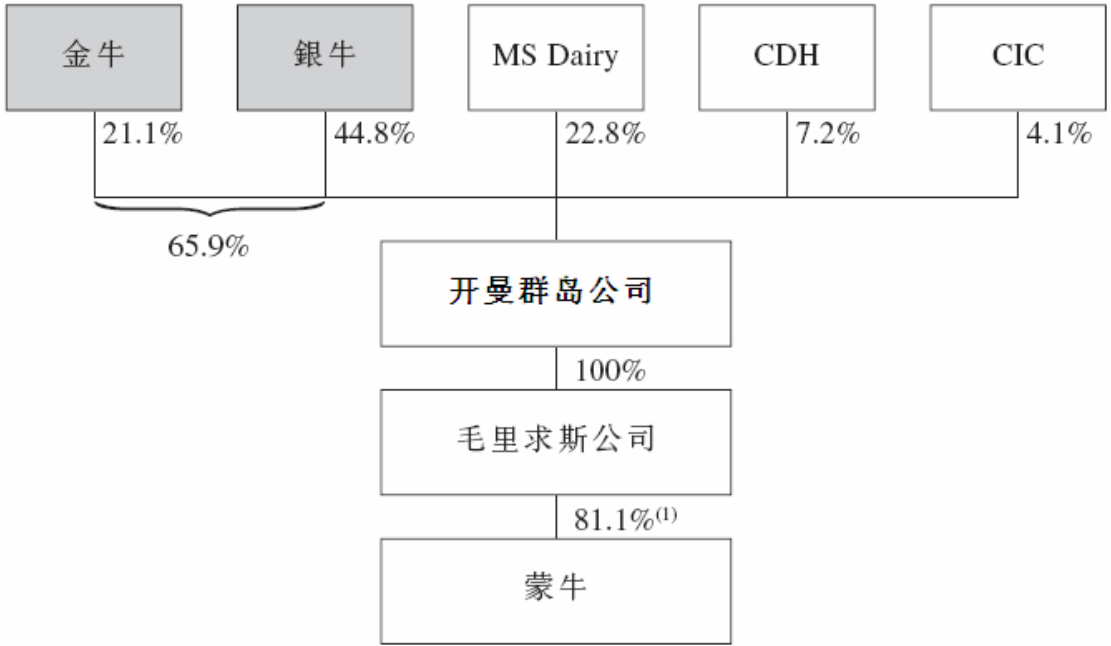 金牛
銀牛
MS Dairy
CDH
CIC
21.1%
44.8%
22.8%
7.2%
4.1%
65.9%
开曼群岛公司
100%
毛里求斯公司
81.1%(1)
蒙牛